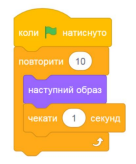 коли натиснуто
повторити 10
наступний образ
чекати 1 секунд